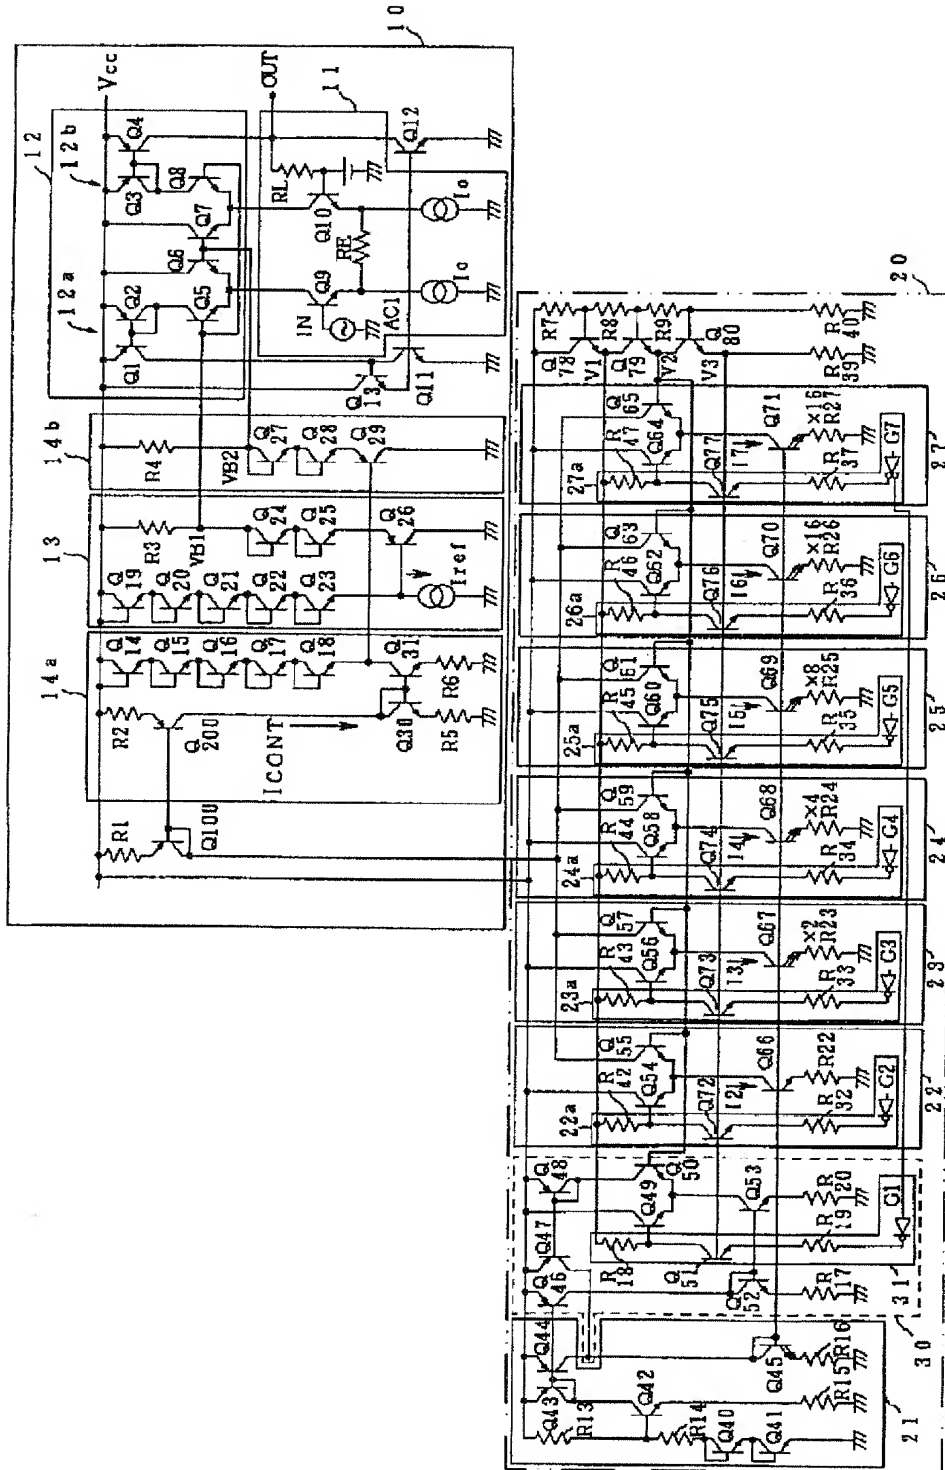 10
12
12a
12b
Vcc
OUT
11
Q1
Q2
Q3
Q4
Q5
Q6
Q7
Q8
RL
Q9
Q10
RE
Io
Io
IN
AC1
Q11
Q12
Q13
14b
R4
VB2
Q27
Q28
Q29
13
Q19
Q20
Q21
Q22
Q23
R3
VB1
Q24
Q25
Q26
Iref
14a
R2
Q200
ICONT
Q14
Q15
Q16
Q17
Q18
Q30
Q31
R5
R6
R1
Q100
20
R7
R8
R9
Q78
Q79
Q80
V1
V2
V3
R39
R40
27
27a
R47
Q64
Q65
Q77
I7
Q71
×16
R27
R37
G7
26
26a
R46
Q62
Q63
Q76
I6
Q70
×16
R26
R36
G6
25
25a
R45
Q60
Q61
Q75
I5
Q69
×8
R25
R35
G5
24
24a
R44
Q58
Q59
Q74
I4
Q68
×4
R24
R34
G4
23
23a
R43
Q56
Q57
Q73
I3
Q67
×2
R23
R33
G3
22
22a
R42
Q54
Q55
Q72
I2
Q66
R22
R32
G2
30
31
Q46
Q47
Q48
Q49
Q50
R18
Q51
Q52
Q53
R17
R19
R20
G1
21
Q43
Q44
R13
Q42
R14
Q40
Q41
Q45
R15
R16